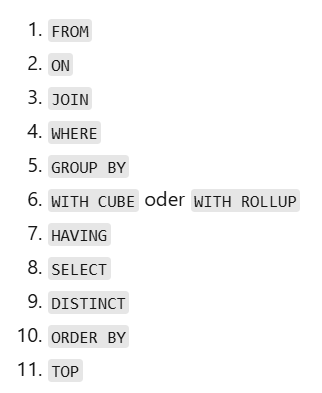 1. FROM
2. ON
3. JOIN
4. WHERE
5. GROUP BY
6. WITH CUBE oder WITH ROLLUP
7. HAVING
8. SELECT
9. DISTINCT
10. ORDER BY
11. TOP